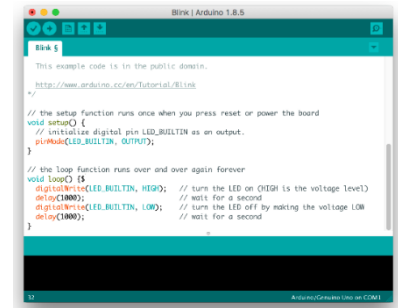 Blink | Arduino 1.8.5
Blink §
This example code is in the public domain.
http://www.arduino.cc/en/Tutorial/Blink
*/
// the setup function runs once when you press reset or power the board
void setup() {
// initialize digital pin LED_BUILTIN as an output.
pinMode(LED_BUILTIN, OUTPUT);
}
// the loop function runs over and over again forever
void loop() {$
digitalWrite(LED_BUILTIN, HIGH); // turn the LED on (HIGH is the voltage level)
delay(1000); // wait for a second
digitalWrite(LED_BUILTIN, LOW); // turn the LED off by making the voltage LOW
delay(1000); // wait for a second
}
32 Arduino/Genuino Uno on COM1